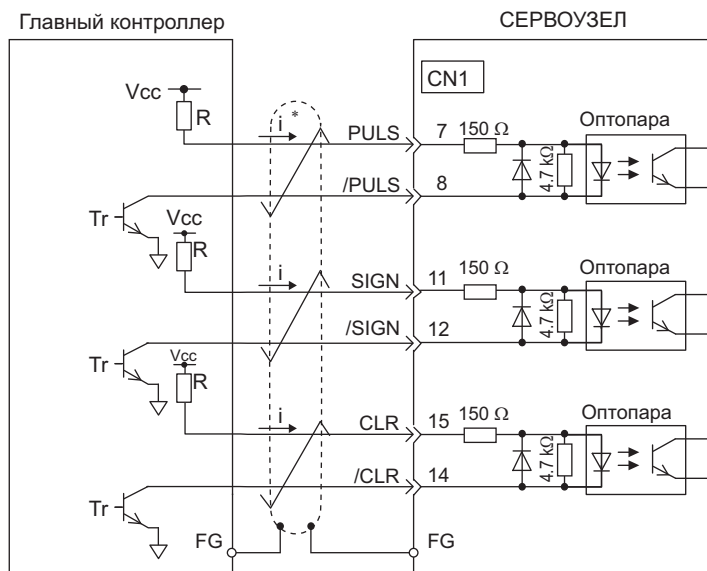 Главный контроллер
СЕРВОУЗЕЛ
CN1
Vcc
R
i
*
PULS
7
150 Ω
4.7 kΩ
Оптопара
/PULS
8
Tr
Vcc
R
i
SIGN
11
150 Ω
4.7 kΩ
Оптопара
/SIGN
12
Tr
Vcc
R
i
CLR
15
150 Ω
4.7 kΩ
Оптопара
/CLR
14
Tr
FG
FG